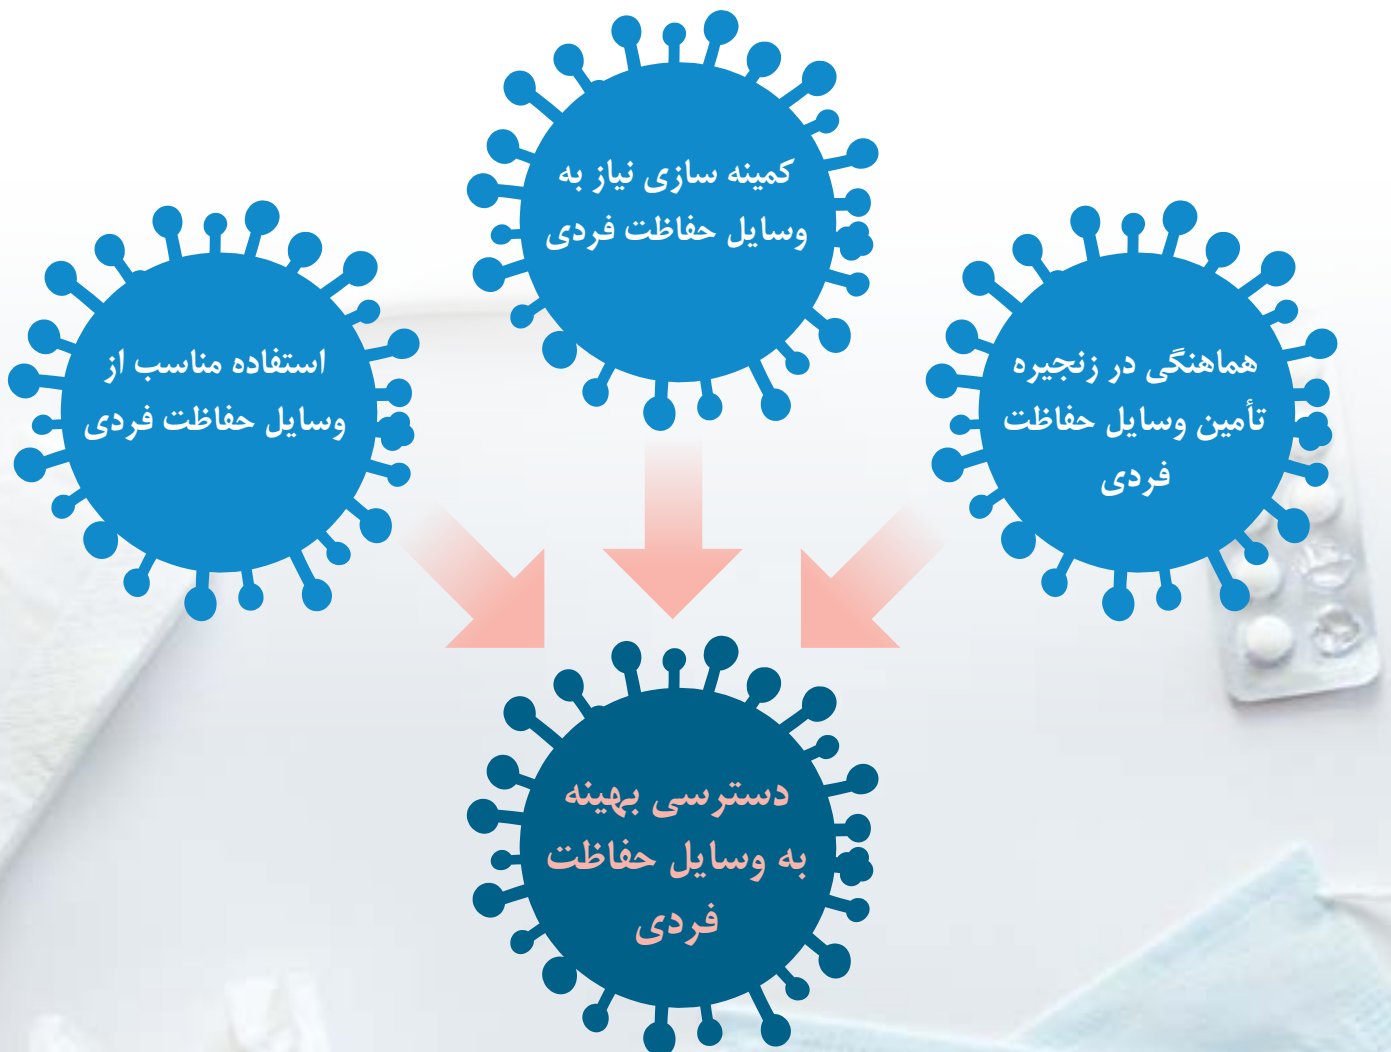 کمینه سازی نیاز به
وسایل حفاظت فردی
هماهنگی در زنجیره
تأمین وسایل حفاظت
فردی
استفاده مناسب از
وسایل حفاظت فردی
دسترسی بهینه
به وسایل حفاظت
فردی